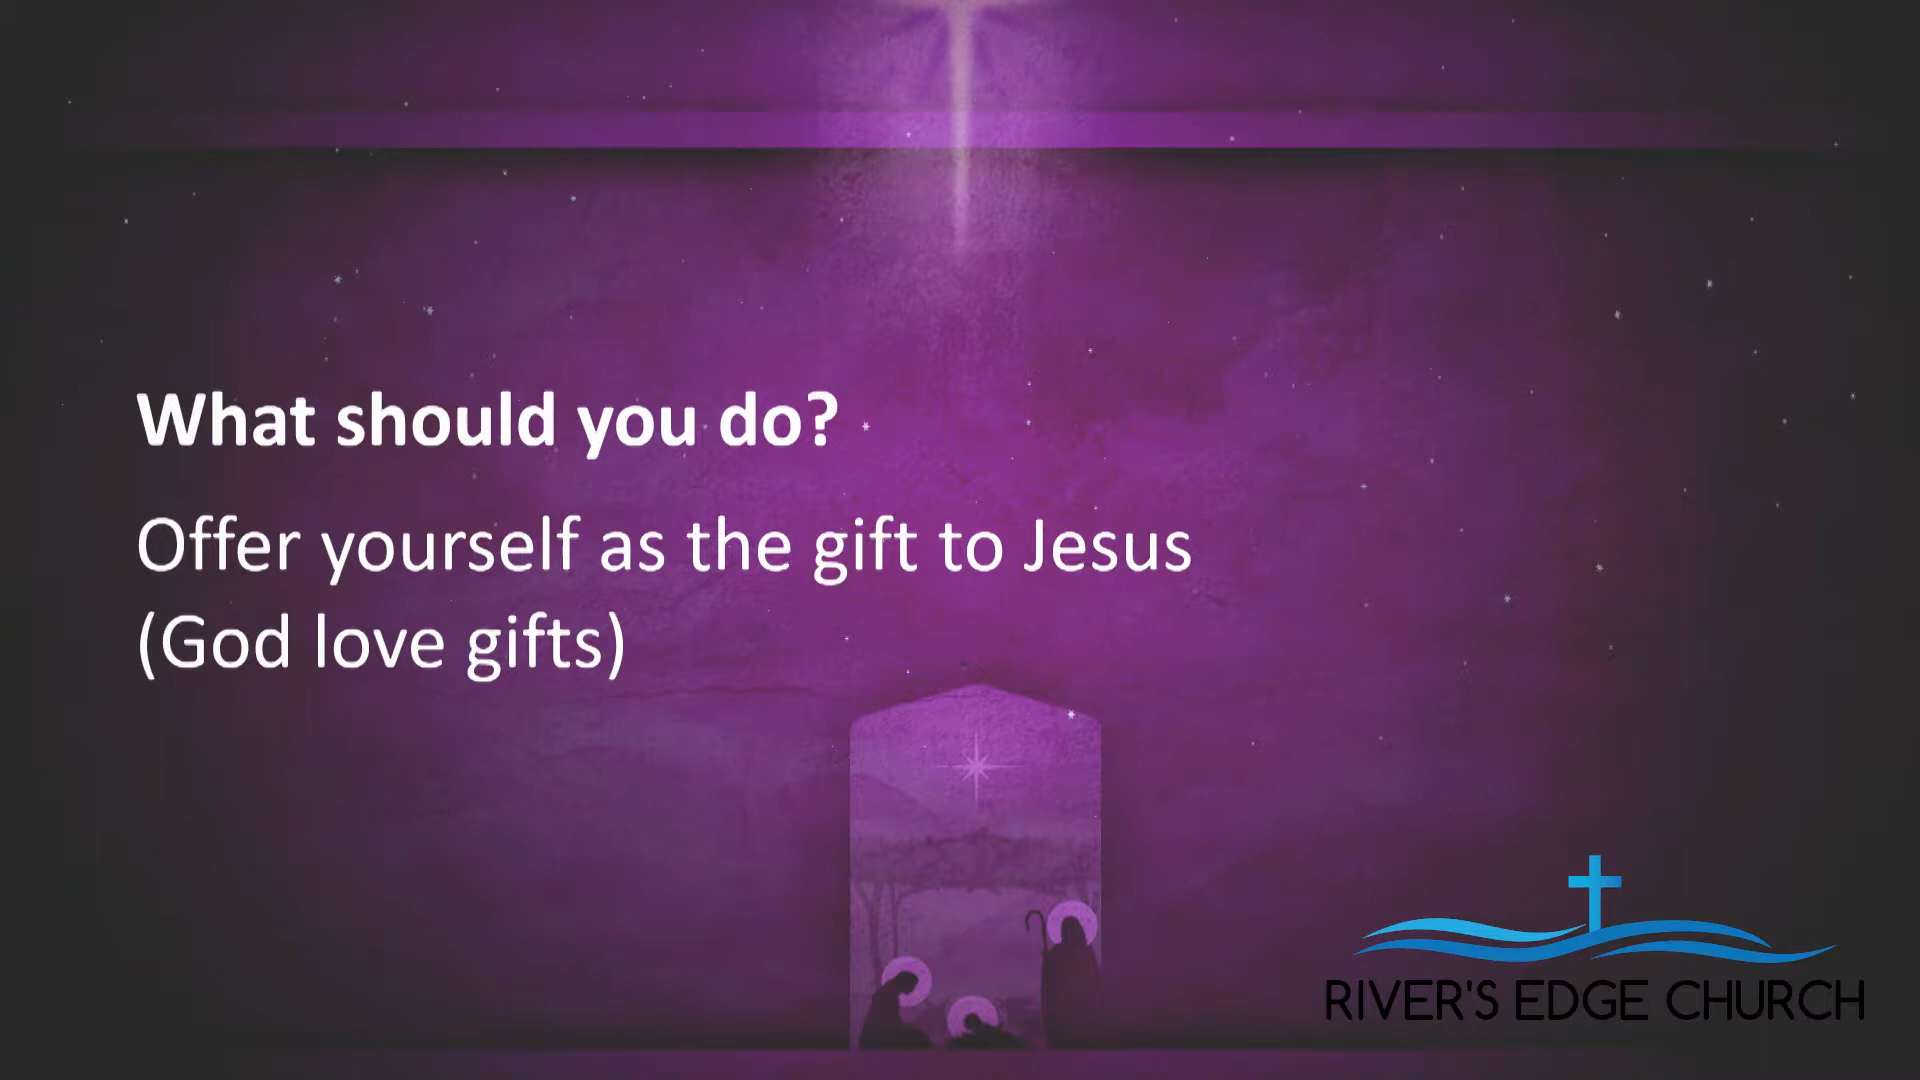 What should you do?
Offer yourself as the gift to Jesus
(God love gifts)
RIVER'S EDGE CHURCH